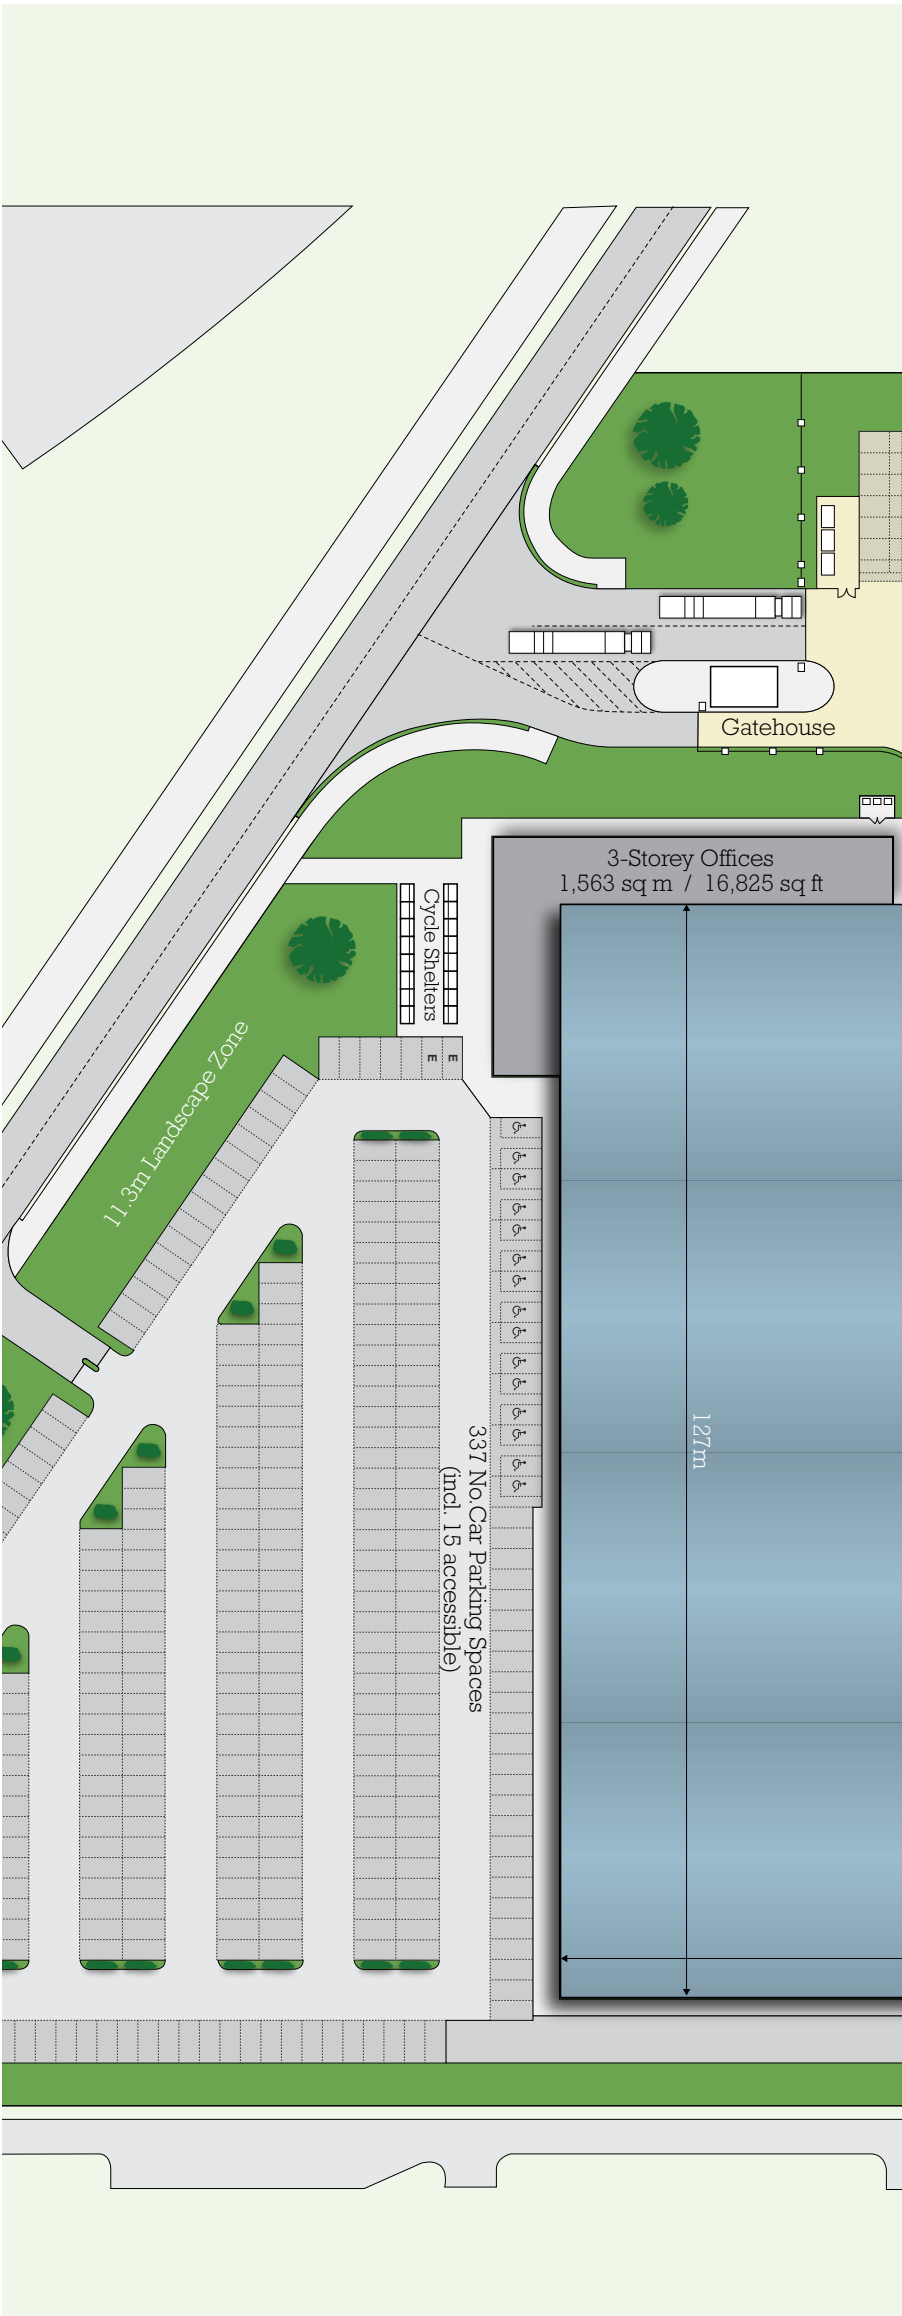 Gatehouse
3-Storey Offices
1,563 sq m / 16,825 sq ft
Cycle Shelters
E E
11.3m Landscape Zone
127m
337 No.Car Parking Spaces
(incl. 15 accessible)